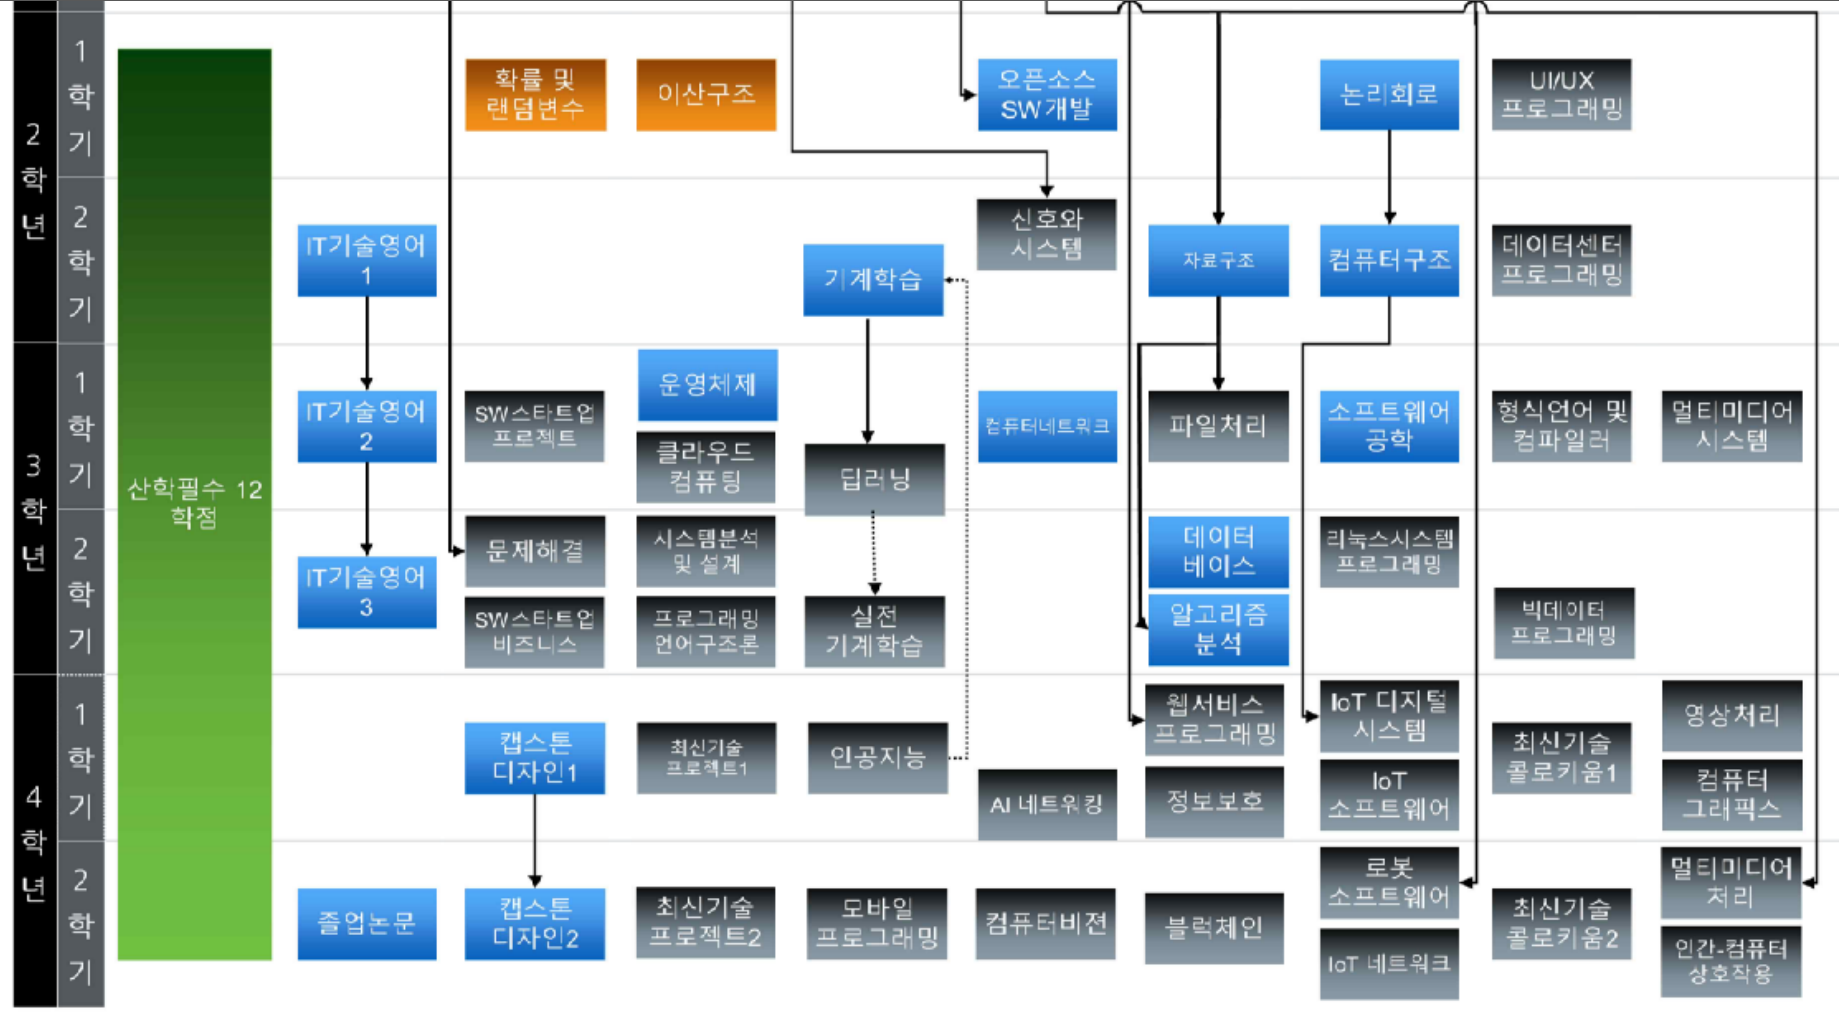 2
학
년
1
학
기
확률 및
랜덤변수
이산구조
오픈소스
SW개발
논리회로
UI/UX
프로그래밍
2
학
기
IT기술영어
1
기계학습
신호와
시스템
자료구조
컴퓨터구조
데이터센터
프로그래밍
산학필수 12
학점
3
학
년
1
학
기
IT기술영어
2
SW스타트업
프로젝트
운영체제
클라우드
컴퓨팅
딥러닝
컴퓨터네트워크
파일처리
소프트웨어
공학
형식언어 및
컴파일러
멀티미디어
시스템
2
학
기
IT기술영어
3
문제해결
SW스타트업
비즈니스
시스템분석
및 설계
프로그래밍
언어구조론
실전
기계학습
데이터
베이스
알고리즘
분석
리눅스시스템
프로그래밍
빅데이터
프로그래밍
4
학
년
1
학
기
캡스톤
디자인1
최신기술
프로젝트1
인공지능
AI 네트워킹
웹서비스
프로그래밍
정보보호
IoT 디지털
시스템
IoT
소프트웨어
최신기술
콜로키움1
영상처리
컴퓨터
그래픽스
2
학
기
졸업논문
캡스톤
디자인2
최신기술
프로젝트2
모바일
프로그래밍
컴퓨터비젼
블럭체인
로봇
소프트웨어
IoT 네트워크
최신기술
콜로키움2
멀티미디어
처리
인간-컴퓨터
상호작용